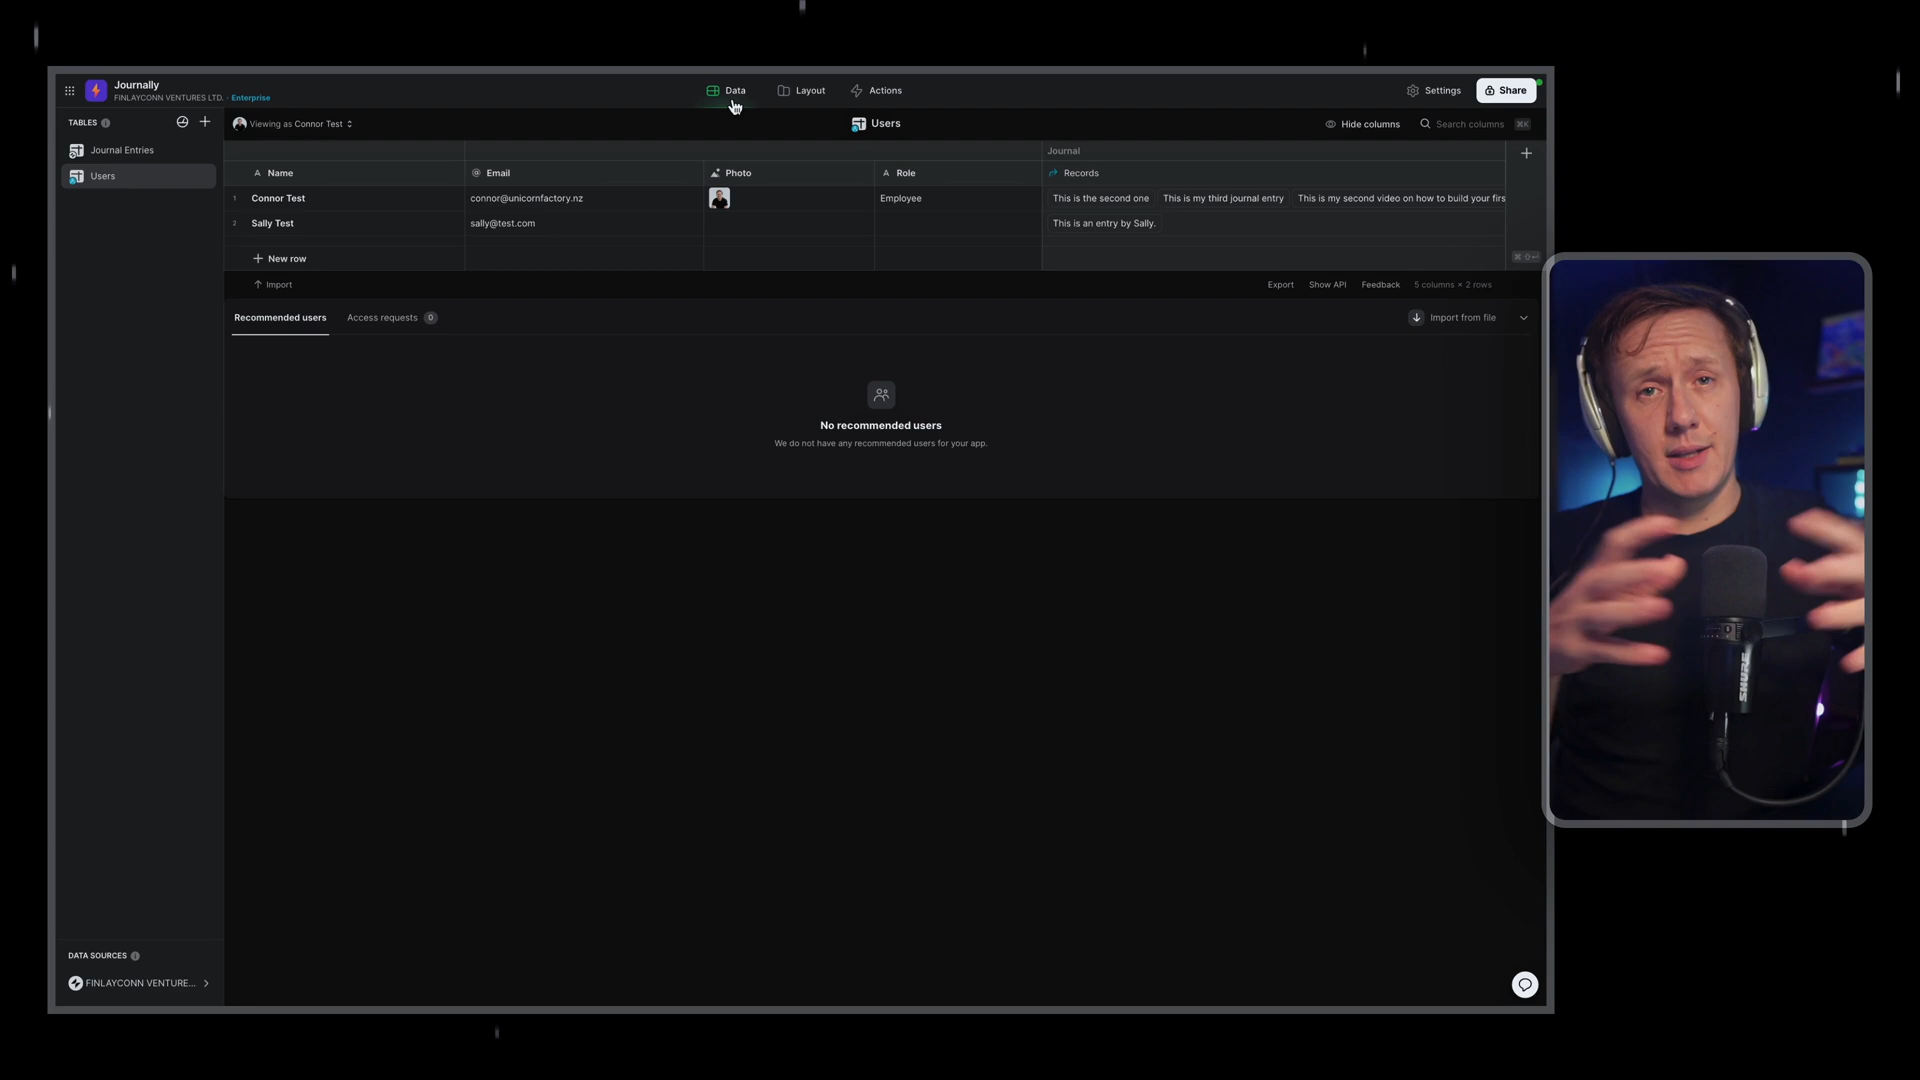 Journally
FINLAYCONN VENTURES LTD. · Enterprise
Data
Layout
Actions
Settings
Share
TABLES
Viewing as Connor Test
Users
Hide columns
Search columns
⌘K
Journal Entries
Users
Journal
Name
Email
Photo
Role
Records
1 Connor Test connor@unicornfactory.nz Employee This is the second one This is my third journal entry This is my second video on how to build your firs
2 Sally Test sally@test.com This is an entry by Sally.
New row
Import
Export
Show API
Feedback
5 columns × 2 rows
Recommended users
Access requests 0
Import from file
No recommended users
We do not have any recommended users for your app.
SHURE
DATA SOURCES
FINLAYCONN VENTURE...